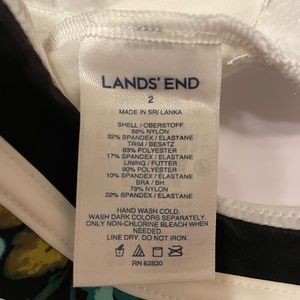 LANDS' END
2
MADE IN SRI LANKA
SHELL / OBERSTOFF
68% NYLON
32% SPANDEX / ELASTANE
TRIM / BESATZ
83% POLYESTER
17% SPANDEX / ELASTANE
LINING / FUTTER
90% POLYESTER
10% SPANDEX / ELASTANE
BRA / BH
78% NYLON
22% SPANDEX / ELASTANE
HAND WASH COLD.
WASH DARK COLORS SEPARATELY.
ONLY NON-CHLORINE BLEACH WHEN
NEEDED.
LINE DRY. DO NOT IRON.
RN 62830